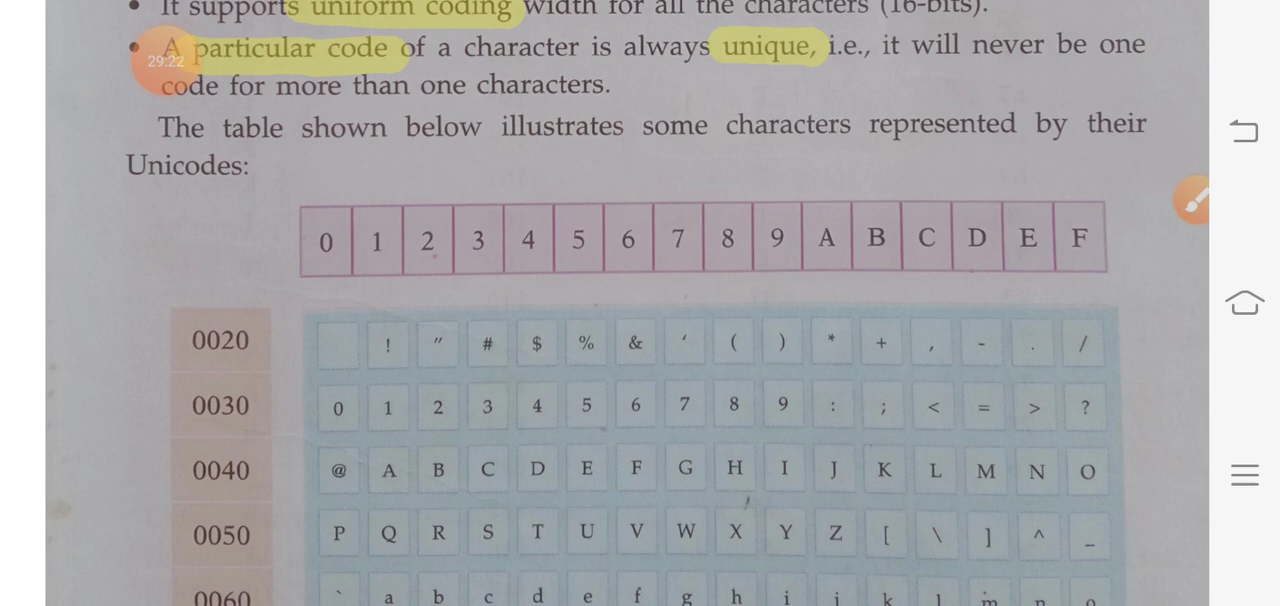 • It supports uniform coding width for all the characters (16-bits).
• A particular code of a character is always unique, i.e., it will never be one
29:22
code for more than one characters.
The table shown below illustrates some characters represented by their
Unicodes:
0 1 2 3 4 5 6 7 8 9 A B C D E F
0020 ! " # $ % & ‘ ( ) * + , - . /
0030 0 1 2 3 4 5 6 7 8 9 : ; < = > ?
0040 @ A B C D E F G H I J K L M N O
0050 P Q R S T U V W X Y Z [ \ ] ^ _
0060 ` a b c d e f g h i j k l m n o